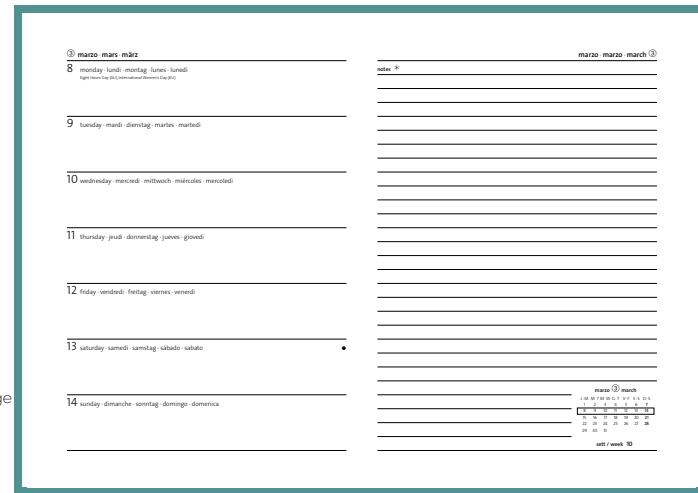 ③ marzo · mars · märz
8 monday · lundi · montag · lunes · lunedì
Eight Hours Day (AU) International Women's Day (EU)
9 tuesday · mardi · dienstag · martes · martedì
10 wednesday · mercredi · mittwoch · miércoles · mercoledì
11 thursday · jeudi · donnerstag · jueves · giovedì
12 friday · vendredi · freitag · viernes · venerdì
13 saturday · samedi · samstag · sábado · sabato
14 sunday · dimanche · sonntag · domingo · domenica
ge
marzo · marzo · march ③
notes *
marzo ③ march
L-M M-T M-W G-T V-F S-S D-S
1 2 3 4 5 6 7
8 9 10 11 12 13 14
15 16 17 18 19 20 21
22 23 24 25 26 27 28
29 30 31
sett / week 10